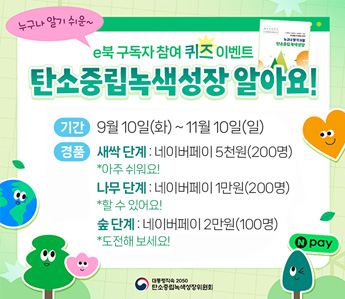 누구나 알기 쉬운~
e북 구독자 참여 퀴즈 이벤트
탄소중립녹색성장 알아요!
기간 9월 10일(화) ~ 11월 10일(일)
경품 새싹 단계 : 네이버페이 5천원(200명)
*아주 쉬워요!
나무 단계 : 네이버페이 1만원(200명)
*할 수 있어요!
숲 단계 : 네이버페이 2만원(100명)
*도전해 보세요!
N pay
대통령직속 2050
탄소중립녹색성장위원회